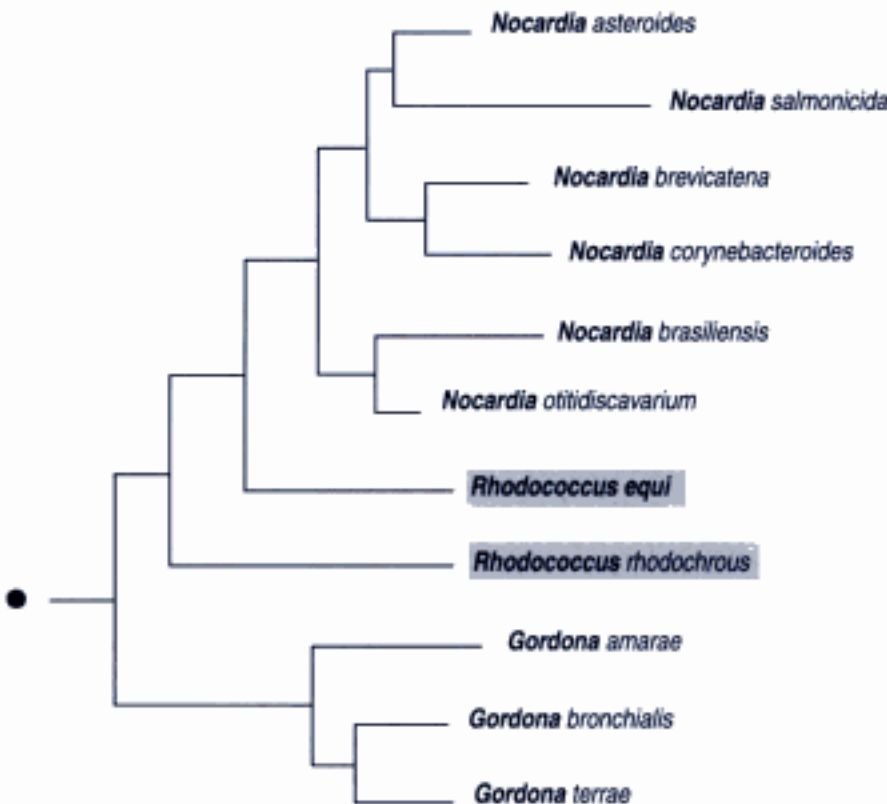 Nocardia asteroides
Nocardia salmonicida
Nocardia brevicatena
Nocardia corynebacteroides
Nocardia brasiliensis
Nocardia otitidiscavarium
Rhodococcus equi
Rhodococcus rhodochrous
Gordona amarae
Gordona bronchialis
Gordona terrae